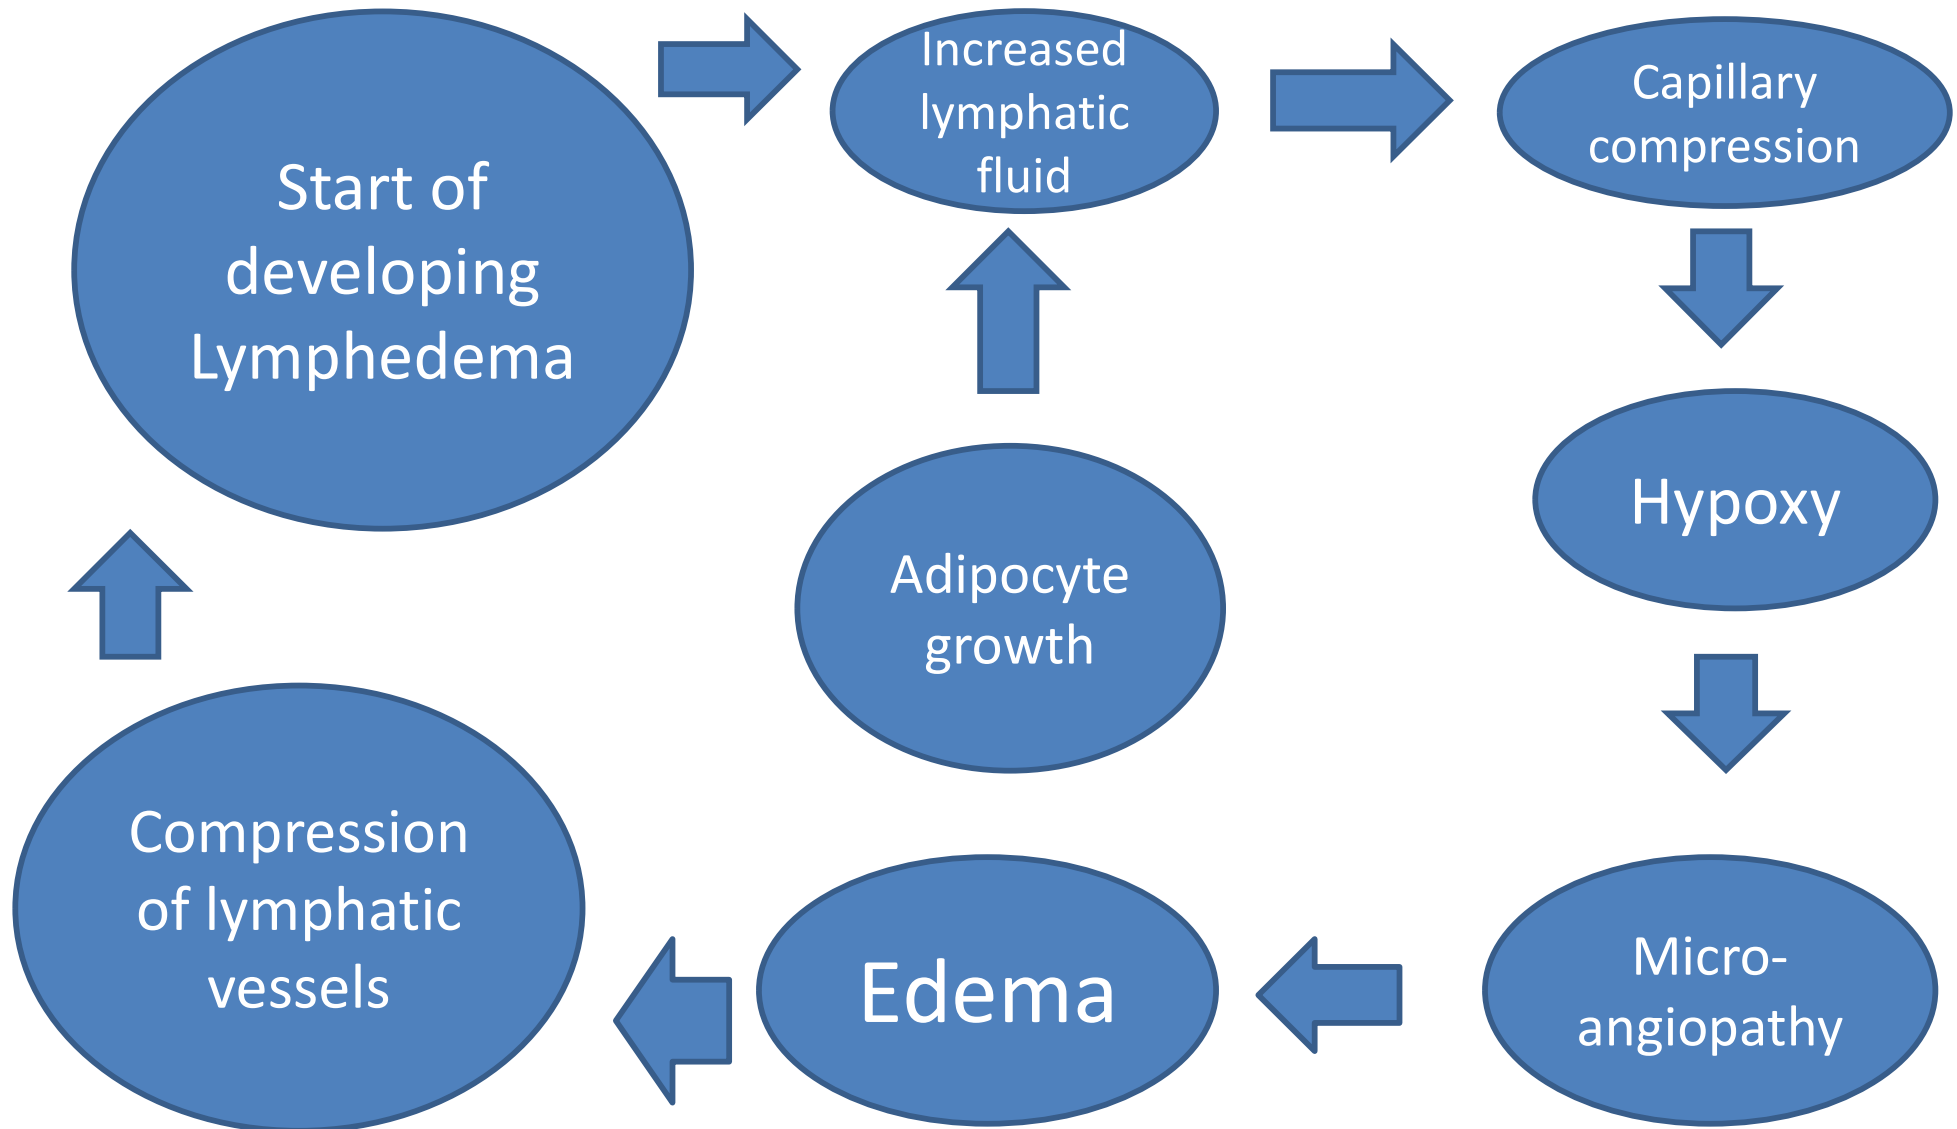 Start of
developing
Lymphedema
Increased
lymphatic
fluid
Capillary
compression
Hypoxy
Adipocyte
growth
Micro-
angiopathy
Edema
Compression
of lymphatic
vessels